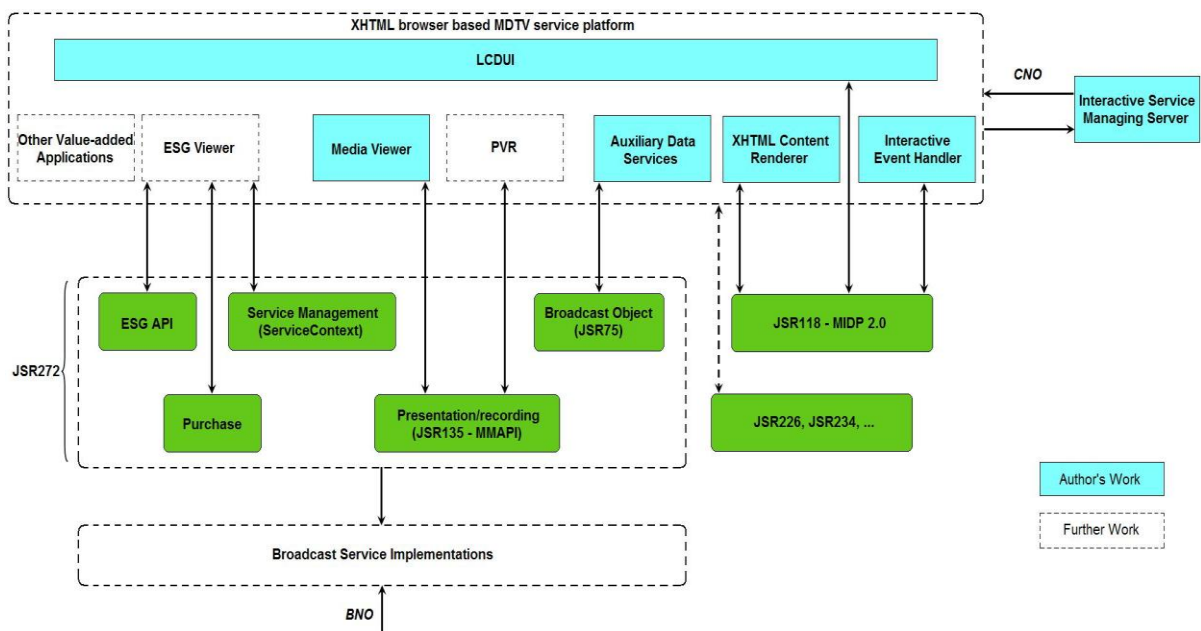 XHTML browser based MDTV service platform
LCDUI
CNO
Interactive Service
Managing Server
Other Value-added
Applications
ESG Viewer
Media Viewer
PVR
Auxiliary Data
Services
XHTML Content
Renderer
Interactive
Event Handler
JSR272
ESG API
Service Management
(ServiceContext)
Broadcast Object
(JSR75)
JSR118 - MIDP 2.0
Purchase
Presentation/recording
(JSR135 - MMAPI)
JSR226, JSR234, ...
Author's Work
Further Work
Broadcast Service Implementations
BNO